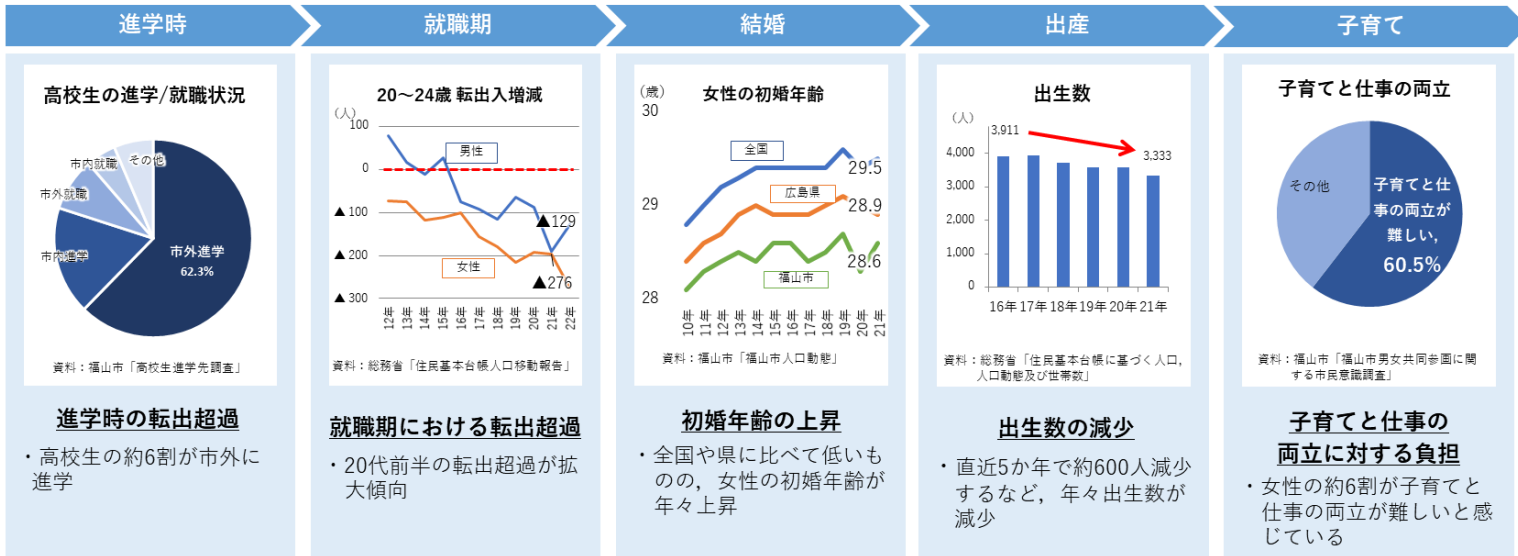 進学時
就職期
結婚
出産
子育て
高校生の進学/就職状況
その他
市内就職
市外就職
市内進学
市外進学
62.3%
資料：福山市「高校生進学先調査」
進学時の転出超過
・高校生の約6割が市外に
進学
20～24歳 転出入増減
（人）
100
0
▲ 100
▲ 200
▲ 300
男性
女性
▲129
▲276
12年
13年
14年
15年
16年
17年
18年
19年
20年
21年
22年
資料：総務省「住民基本台帳人口移動報告」
就職期における転出超過
・20代前半の転出超過が拡
大傾向
女性の初婚年齢
（歳）
30
29
28
全国
広島県
福山市
29.5
28.9
28.6
10年
11年
12年
13年
14年
15年
16年
17年
18年
19年
20年
21年
資料：福山市「福山市人口動態」
初婚年齢の上昇
・全国や県に比べて低いも
のの，女性の初婚年齢が
年々上昇
出生数
（人）
3,911
3,333
4,000
3,000
2,000
1,000
0
16年 17年 18年 19年 20年 21年
資料：総務省「住民基本台帳に基づく人口，
人口動態及び世帯数」
出生数の減少
・直近5か年で約600人減少
するなど，年々出生数が
減少
子育てと仕事の両立
その他
子育てと仕
事の両立が
難しい,
60.5%
資料：福山市「福山市男女共同参画に関
する市民意識調査」
子育てと仕事の
両立に対する負担
・女性の約6割が子育てと
仕事の両立が難しいと感
じている